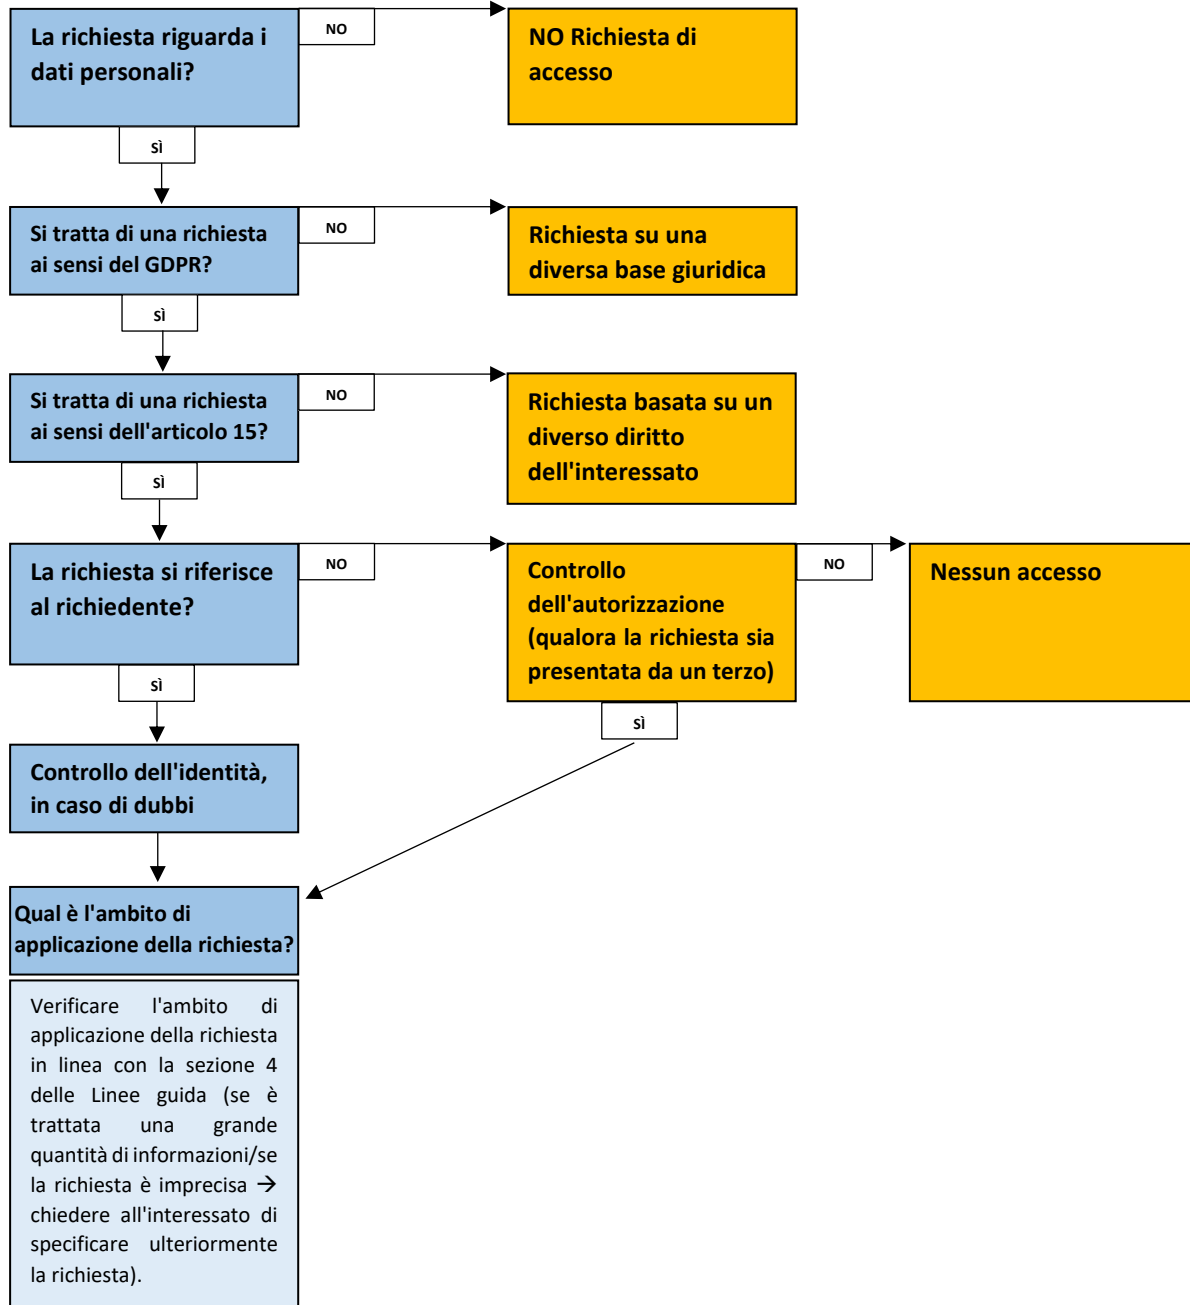 La richiesta riguarda i
dati personali?
NO
NO Richiesta di
accesso
SÌ
Si tratta di una richiesta
ai sensi del GDPR?
NO
Richiesta su una
diversa base giuridica
SÌ
Si tratta di una richiesta
ai sensi dell'articolo 15?
NO
Richiesta basata su un
diverso diritto
dell'interessato
SÌ
La richiesta si riferisce
al richiedente?
NO
Controllo
dell'autorizzazione
(qualora la richiesta sia
presentata da un terzo)
NO
Nessun accesso
SÌ
SÌ
Controllo dell'identità,
in caso di dubbi
Qual è l'ambito di
applicazione della richiesta?
Verificare l'ambito di
applicazione della richiesta
in linea con la sezione 4
delle Linee guida (se è
trattata una grande
quantità di informazioni/se
la richiesta è imprecisa →
chiedere all'interessato di
specificare ulteriormente
la richiesta).